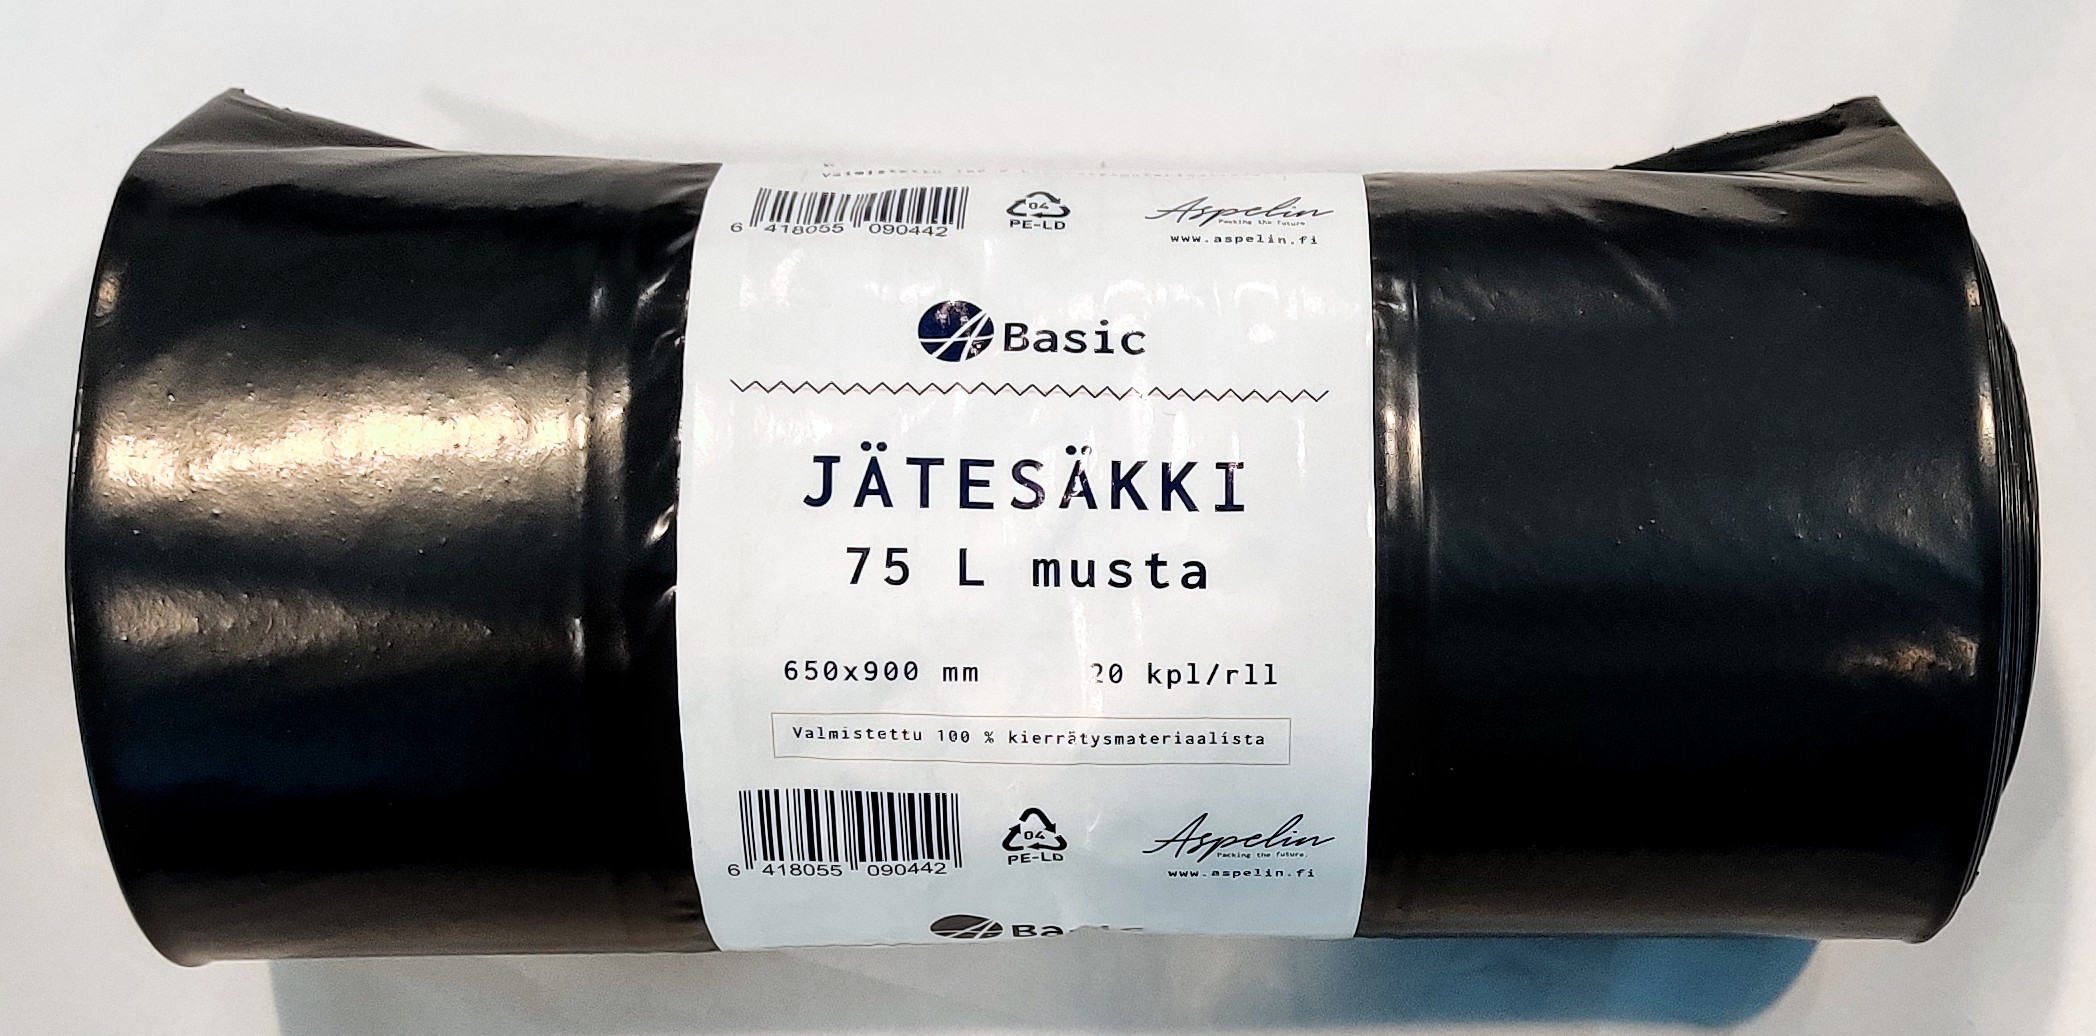 Valmistettu 100 %
6 418055 090442
04
PE-LD
Aspelin
Packing the future.
www.aspelin.fi
Basic
JÄTESÄKKI
75 L musta
650x900 mm 20 kpl/rll
Valmistettu 100 % kierrätysmateriaalista
6 418055 090442
04
PE-LD
Aspelin
Packing the future.
www.aspelin.fi